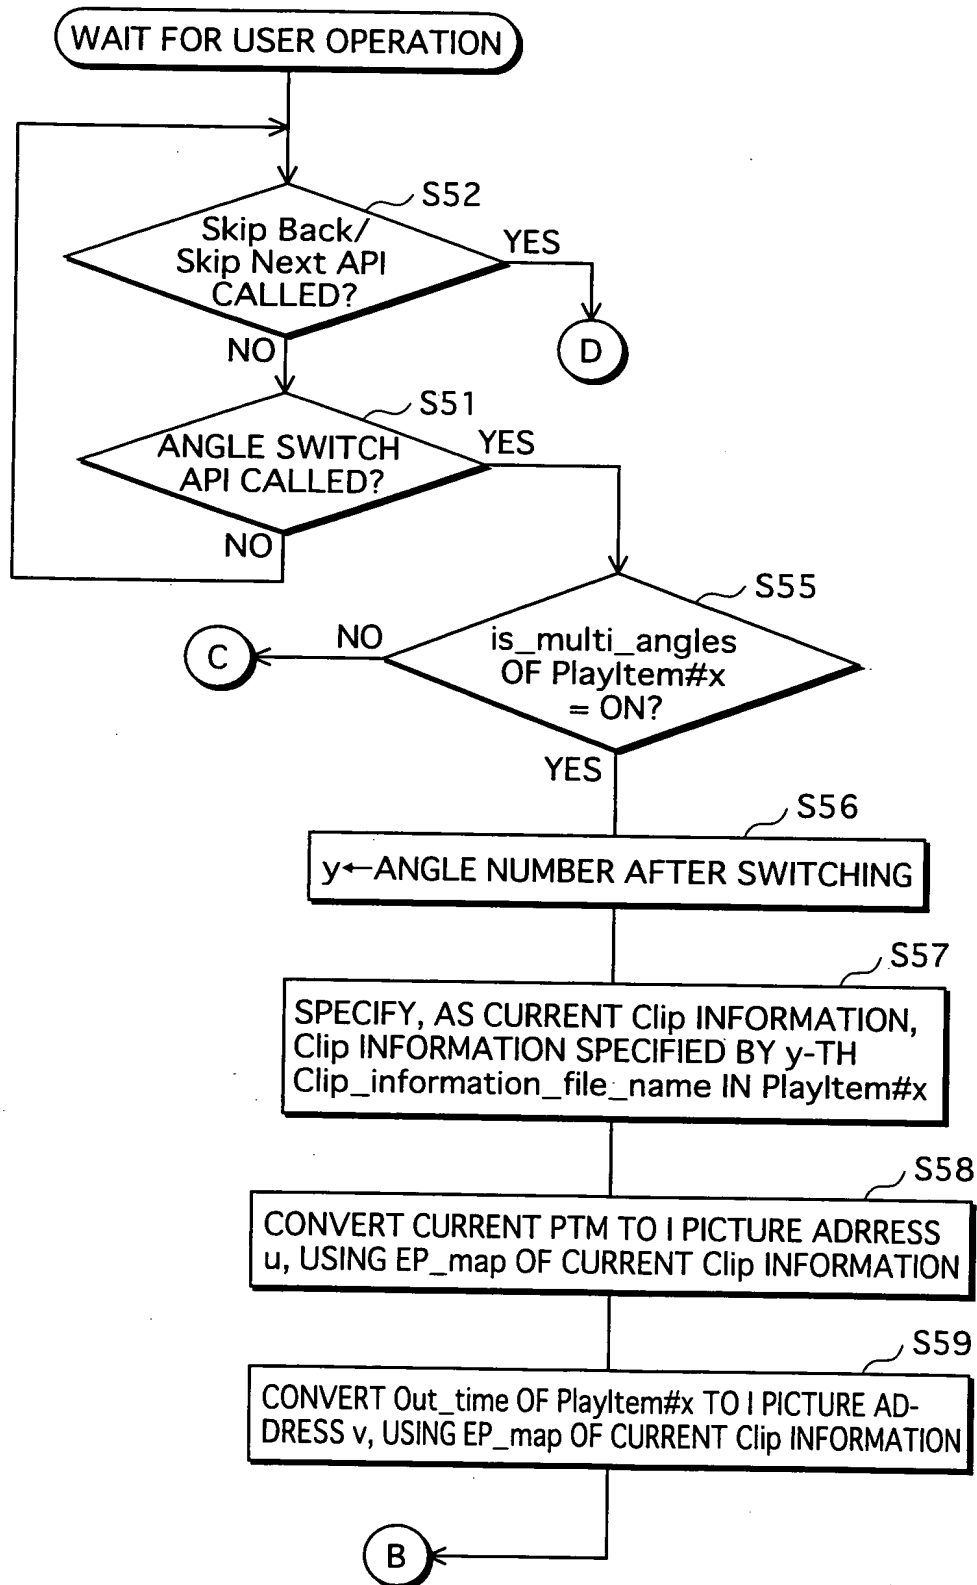 WAIT FOR USER OPERATION
S52
Skip Back/
Skip Next API
CALLED?
YES
D
NO
S51
ANGLE SWITCH
API CALLED?
YES
NO
S55
is_multi_angles
OF PlayItem#x
= ON?
NO
C
YES
S56
y←ANGLE NUMBER AFTER SWITCHING
S57
SPECIFY, AS CURRENT Clip INFORMATION,
Clip INFORMATION SPECIFIED BY y-TH
Clip_information_file_name IN PlayItem#x
S58
CONVERT CURRENT PTM TO I PICTURE ADRRESS
u, USING EP_map OF CURRENT Clip INFORMATION
S59
CONVERT Out_time OF PlayItem#x TO I PICTURE AD-
DRESS v, USING EP_map OF CURRENT Clip INFORMATION
B